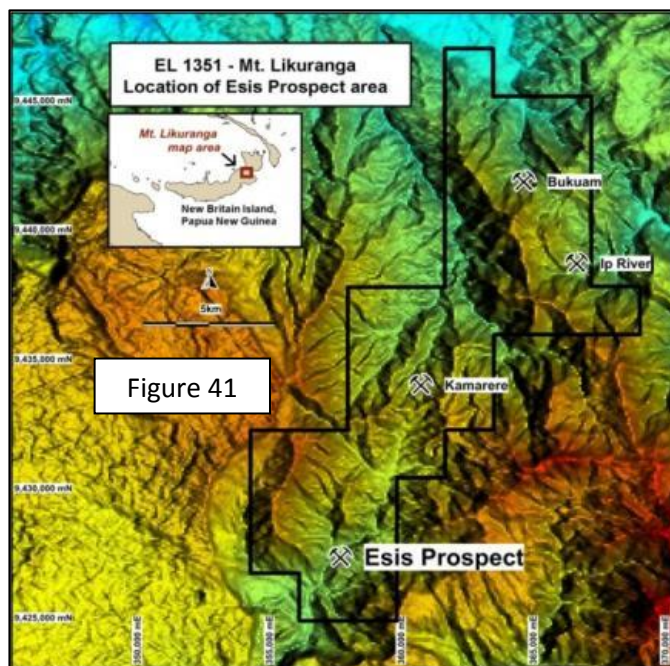 EL 1351 - Mt. Likuranga
Location of Esis Prospect area
9,445,000 mN
Mt. Likuranga
map area
New Britain Island,
Papua New Guinea
Bukuam
9,440,000 mN
Ip River
5km
9,435,000 mN
Figure 41
Kamarere
9,430,000 mN
Esis Prospect
9,425,000 mN
350,000 mE
355,000 mE
360,000 mE
365,000 mE
370,000 mE